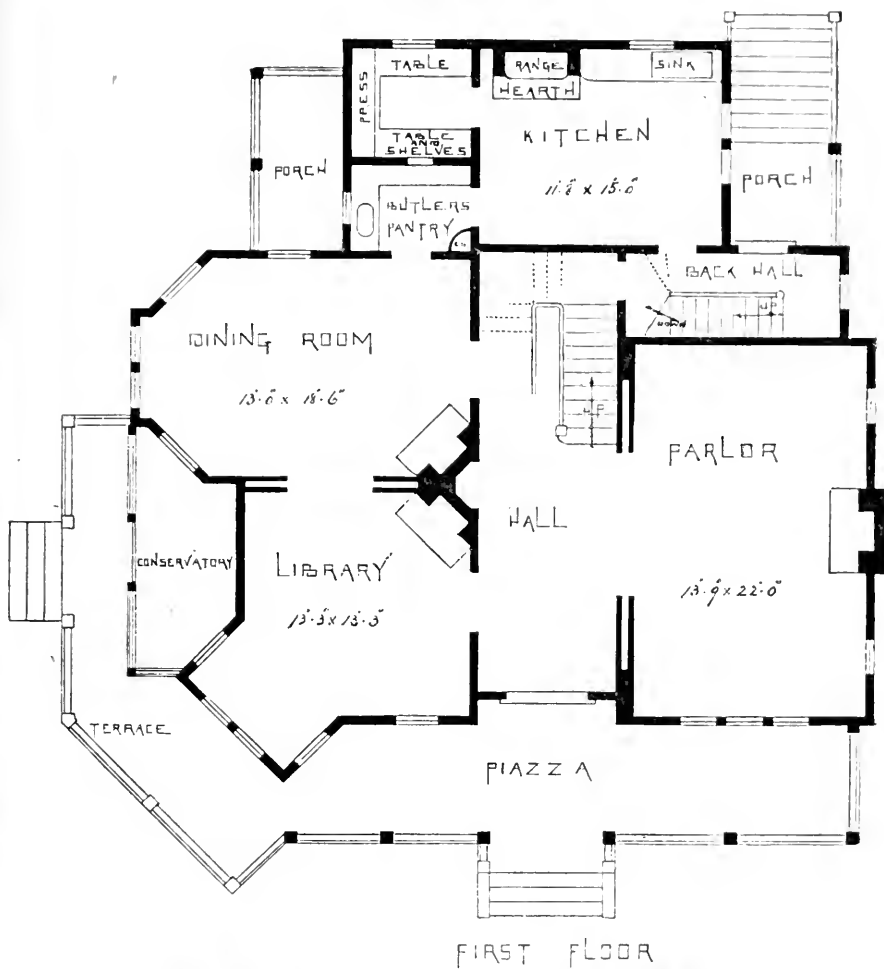 TABLE
RANGE
SINK
PRESS
HEARTH
TABLE
AND
SHELVES
KITCHEN
11'·8" x 15'·0"
PORCH
PORCH
BUTLERS
PANTRY
BACK HALL
UP
DOWN
DINING ROOM
13'·0" x 18'·6"
UP
PARLOR
HALL
CONSERVATORY
LIBRARY
13'·3" x 13'·3"
13'·9" x 22'·0"
TERRACE
PIAZZA
FIRST FLOOR